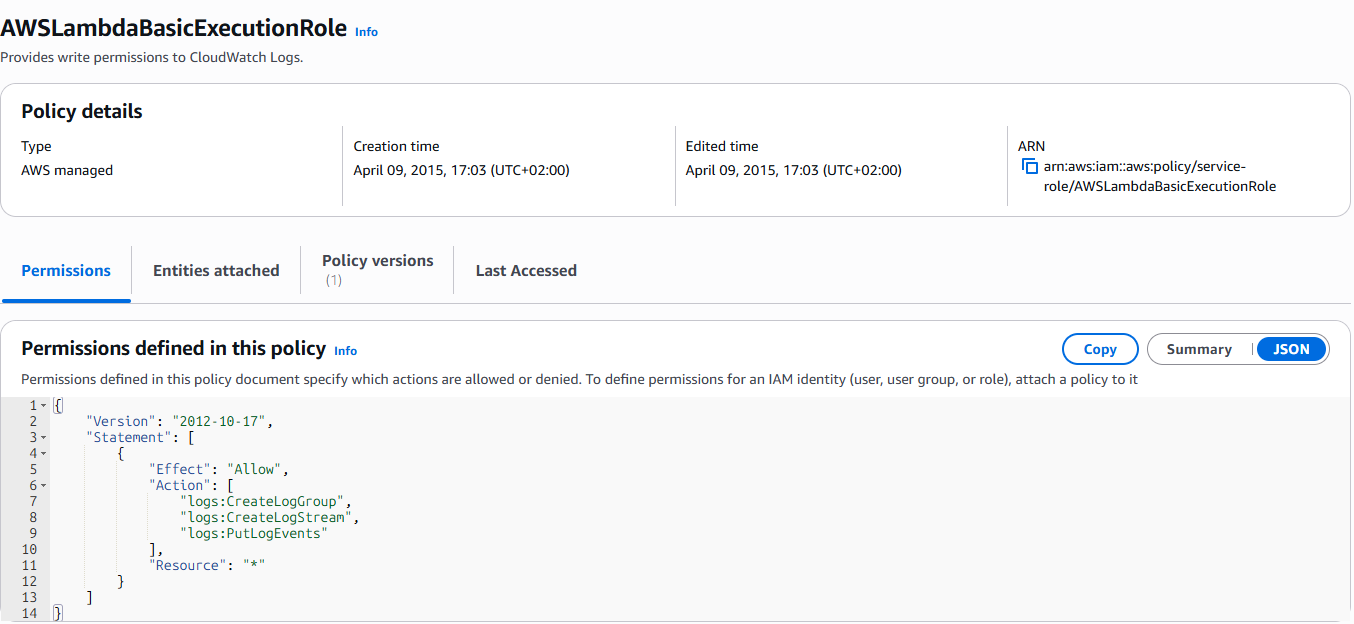 AWSLambdaBasicExecutionRole Info
Provides write permissions to CloudWatch Logs.
Policy details
Type
AWS managed
Creation time
April 09, 2015, 17:03 (UTC+02:00)
Edited time
April 09, 2015, 17:03 (UTC+02:00)
ARN
arn:aws:iam::aws:policy/service-
role/AWSLambdaBasicExecutionRole
Permissions
Entities attached
Policy versions
(1)
Last Accessed
Permissions defined in this policy Info
Copy
Summary
JSON
Permissions defined in this policy document specify which actions are allowed or denied. To define permissions for an IAM identity (user, user group, or role), attach a policy to it
1 {
2     "Version": "2012-10-17",
3     "Statement": [
4         {
5             "Effect": "Allow",
6             "Action": [
7                 "logs:CreateLogGroup",
8                 "logs:CreateLogStream",
9                 "logs:PutLogEvents"
10             ],
11             "Resource": "*"
12         }
13     ]
14 }